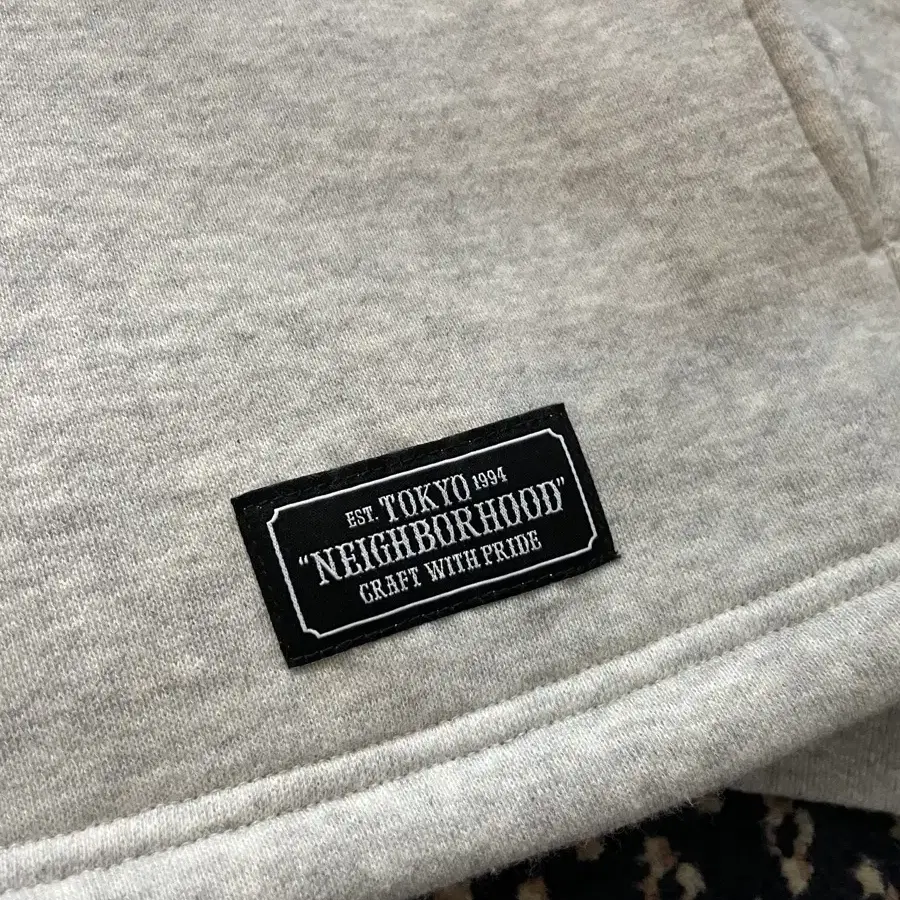 EST. TOKYO 1994
"NEIGHBORHOOD"
CRAFT WITH PRIDE